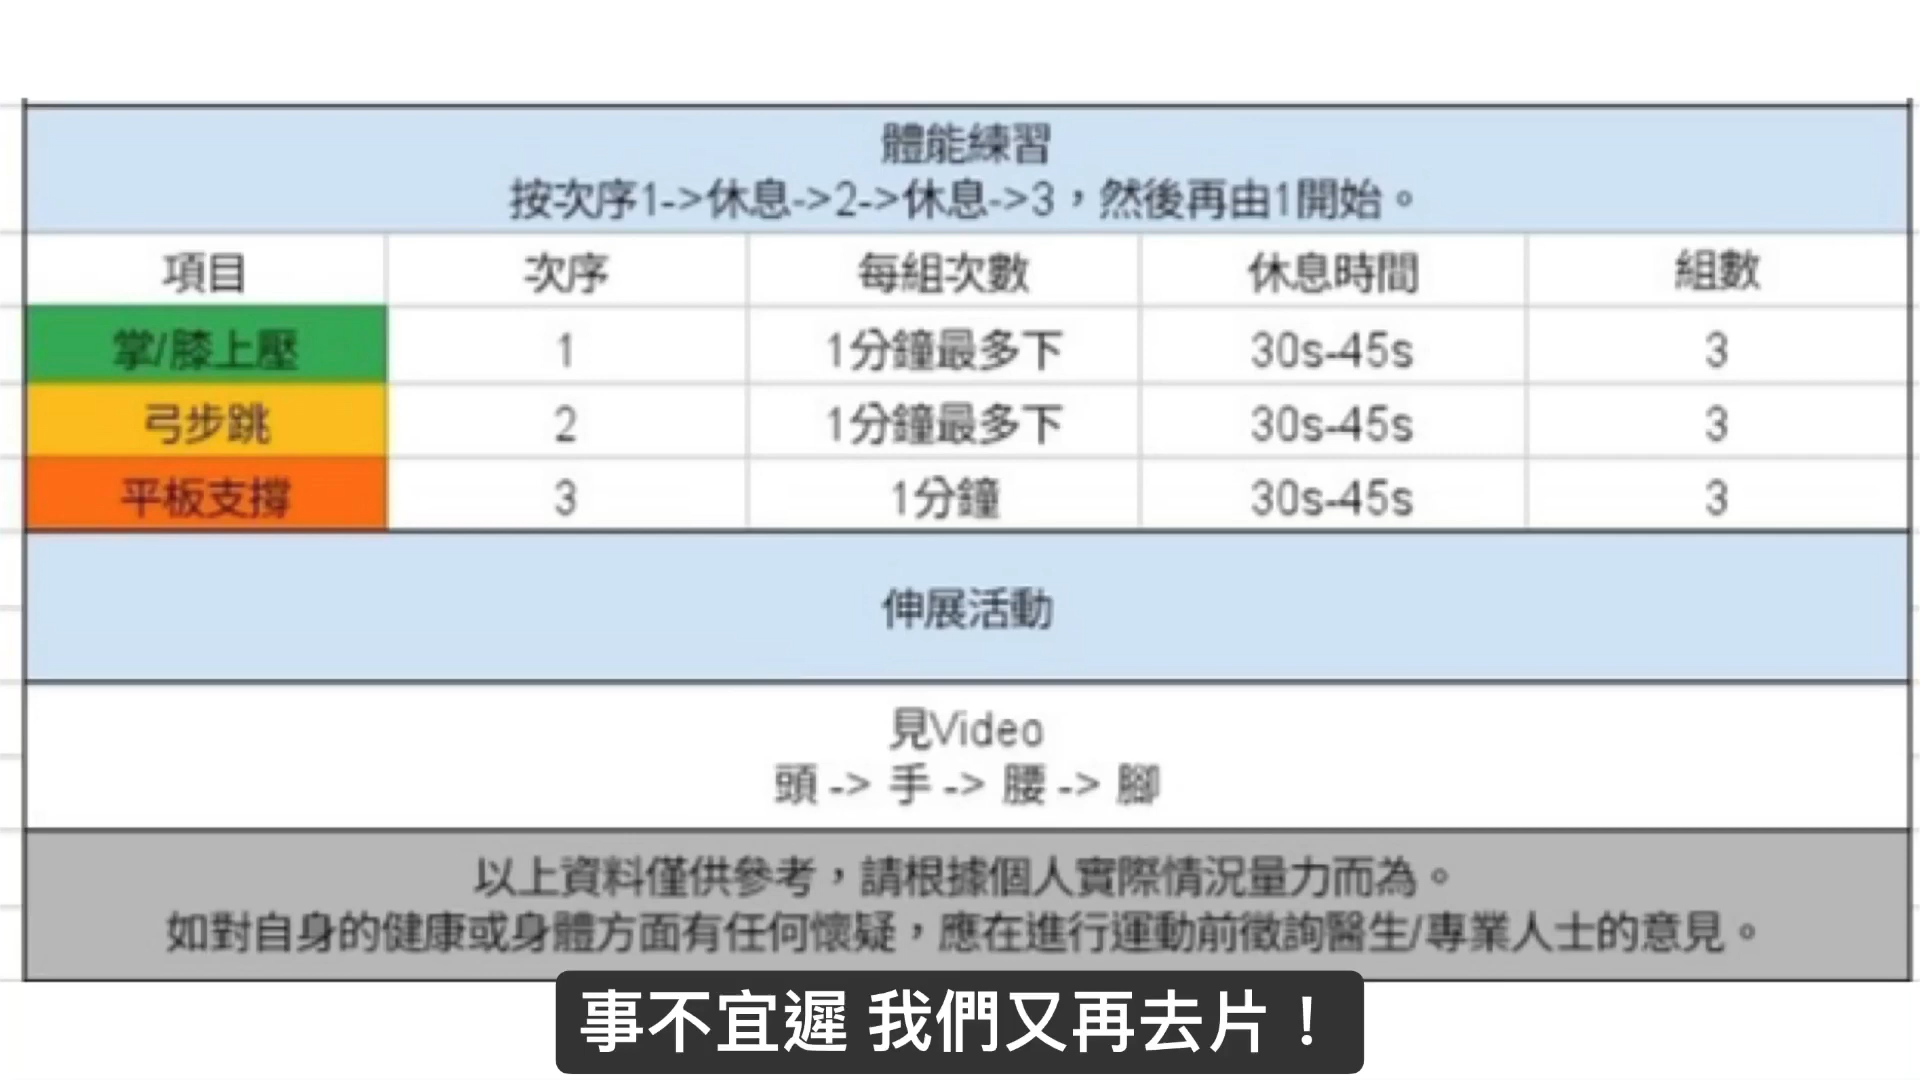 體能練習
按次序1->休息->2->休息->3，然後再由1開始。
項目 次序 每組次數 休息時間 組數
掌/膝上壓 1 1分鐘最多下 30s-45s 3
弓步跳 2 1分鐘最多下 30s-45s 3
平板支撐 3 1分鐘 30s-45s 3
伸展活動
見Video
頭 -> 手 -> 腰 -> 腳
以上資料僅供參考，請根據個人實際情況量力而為。
如對自身的健康或身體方面有任何懷疑，應在進行運動前徵詢醫生/專業人士的意見。
事不宜遲 我們又再去片！